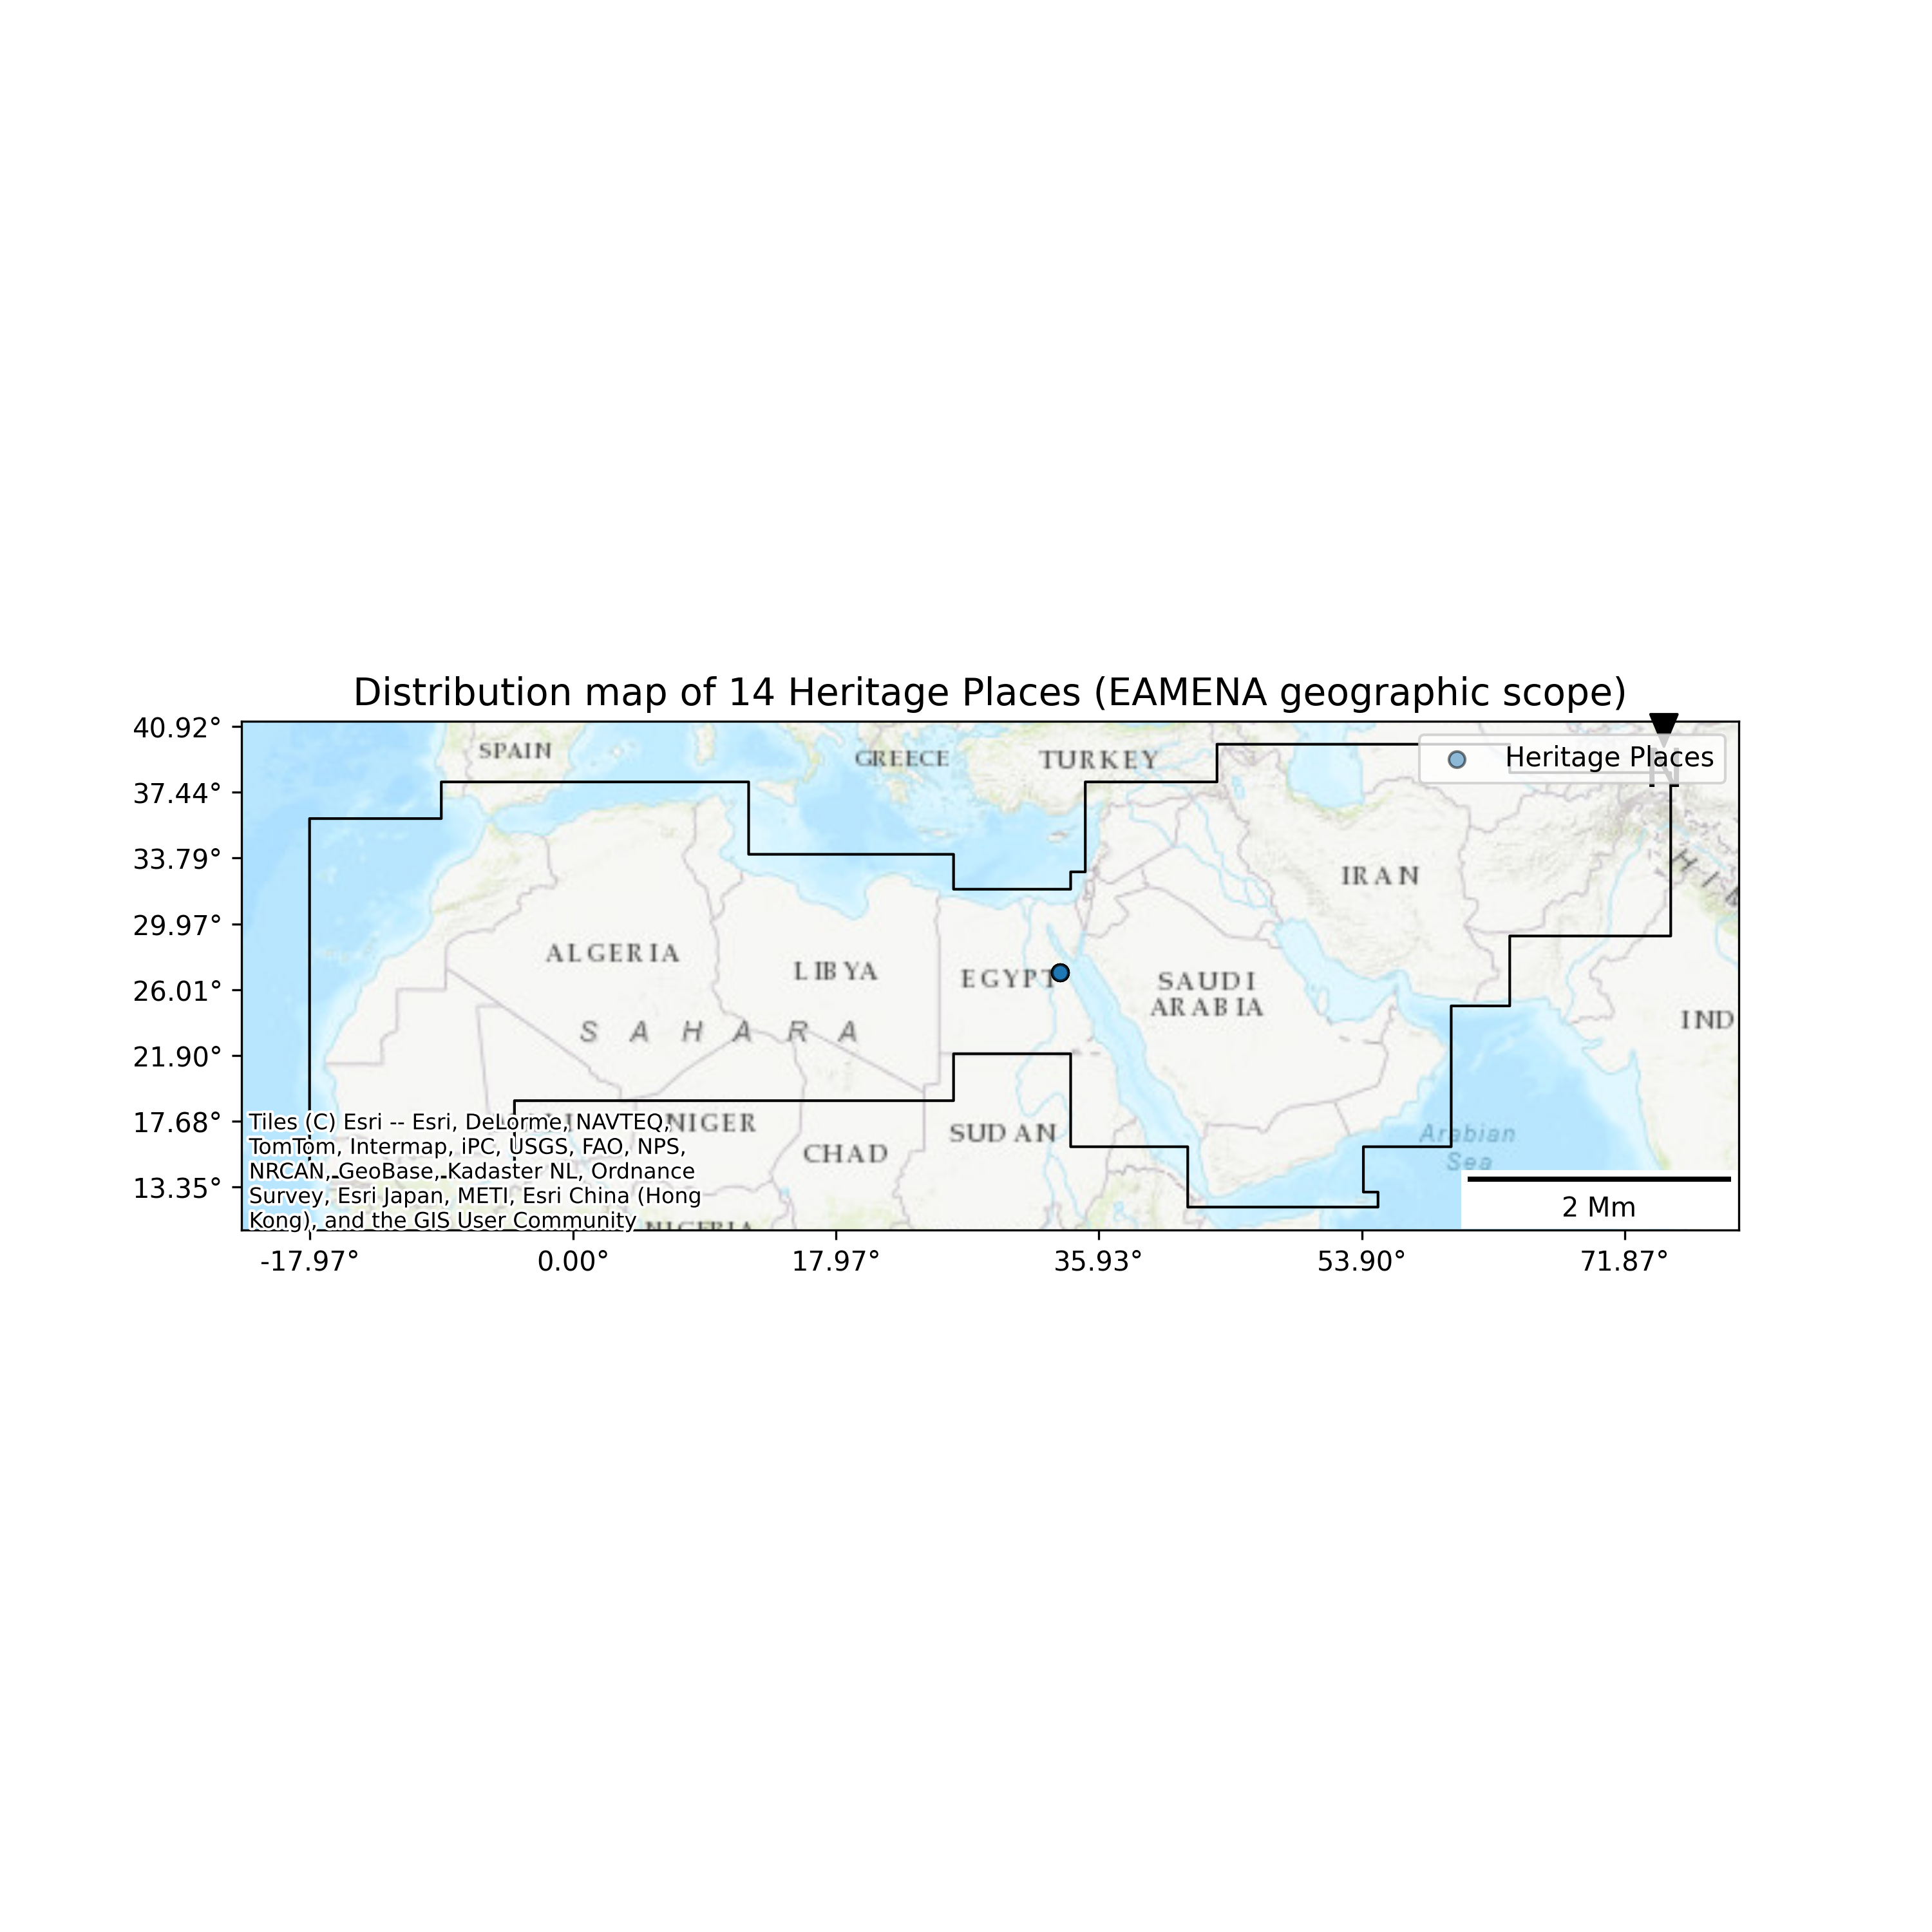 Distribution map of 14 Heritage Places (EAMENA geographic scope)
40.92°
37.44°
33.79°
29.97°
26.01°
21.90°
17.68°
13.35°
SPAIN
GREECE
TURKEY
Heritage Places
IRAN
ALGERIA
LIBYA
EGYPT
SAUDI
ARABIA
IND
SAHARA
NIGER
CHAD
SUDAN
Arabian
Sea
NIGERIA
Tiles (C) Esri -- Esri, DeLorme, NAVTEQ,
TomTom, Intermap, iPC, USGS, FAO, NPS,
NRCAN, GeoBase, Kadaster NL, Ordnance
Survey, Esri Japan, METI, Esri China (Hong
Kong), and the GIS User Community
2 Mm
-17.97°
0.00°
17.97°
35.93°
53.90°
71.87°